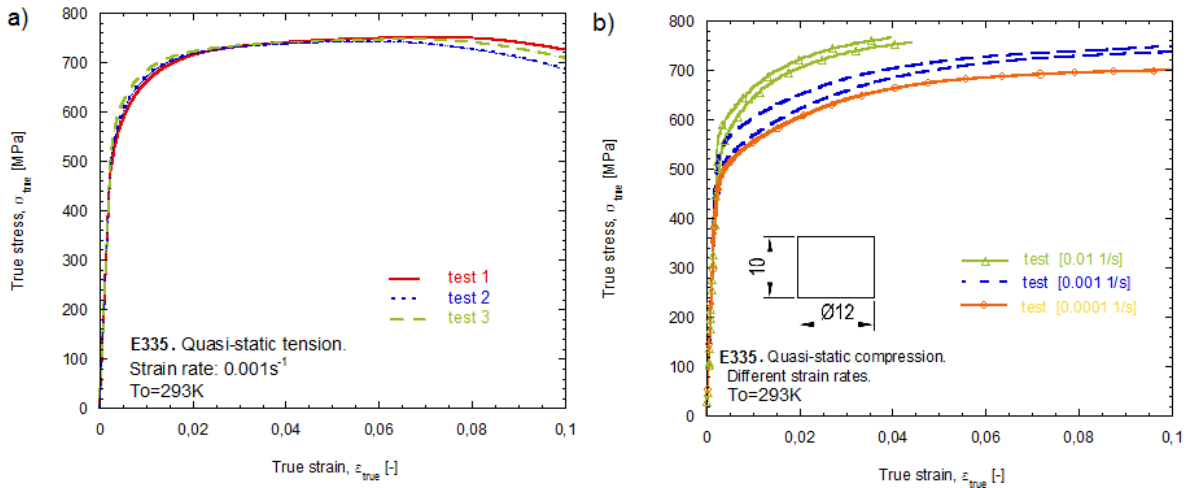 a)
800
700
600
500
400
300
200
100
0
True stress, σtrue [MPa]
test 1
test 2
test 3
E335. Quasi-static tension.
Strain rate: 0.001s-1
To=293K
0 0,02 0,04 0,06 0,08 0,1
True strain, εtrue [-]
b)
800
700
600
500
400
300
200
100
0
True stress, σtrue [MPa]
10
Ø12
test [0.01 1/s]
test [0.001 1/s]
test [0.0001 1/s]
E335. Quasi-static compression.
Different strain rates.
To=293K
0 0,02 0,04 0,06 0,08 0,1
True strain, εtrue [-]